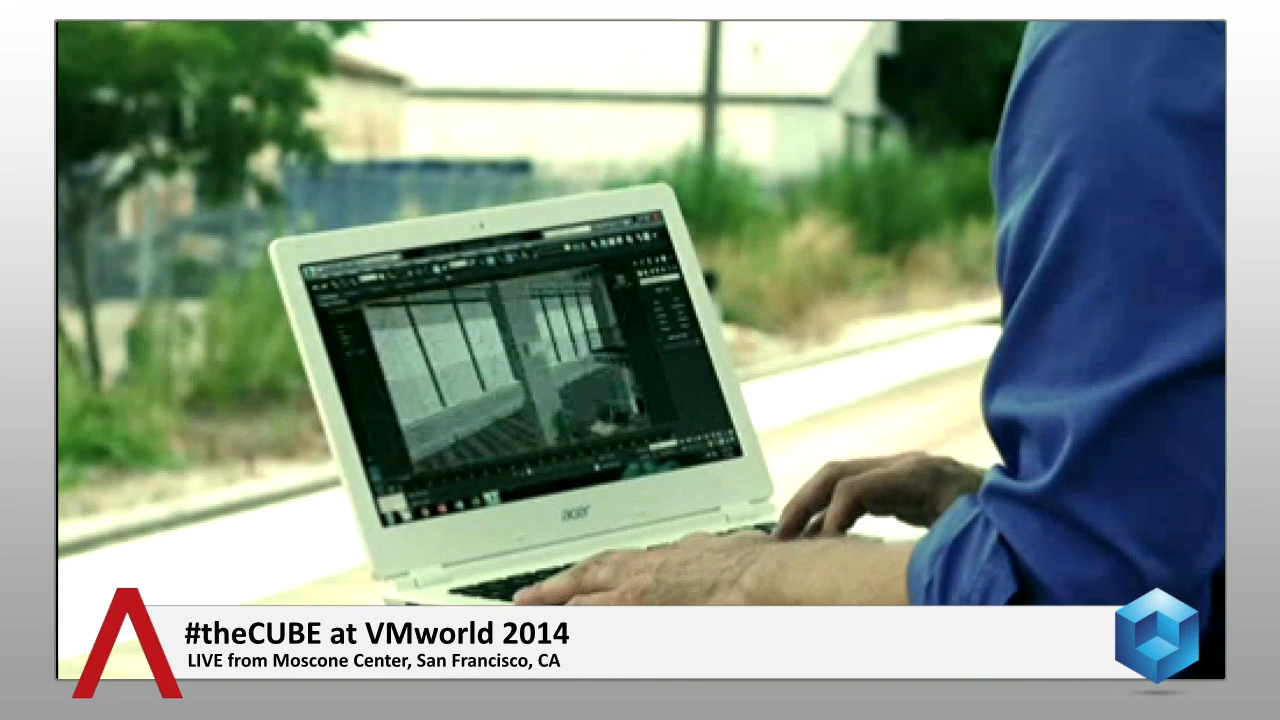 acer
#theCUBE at VMworld 2014
LIVE from Moscone Center, San Francisco, CA